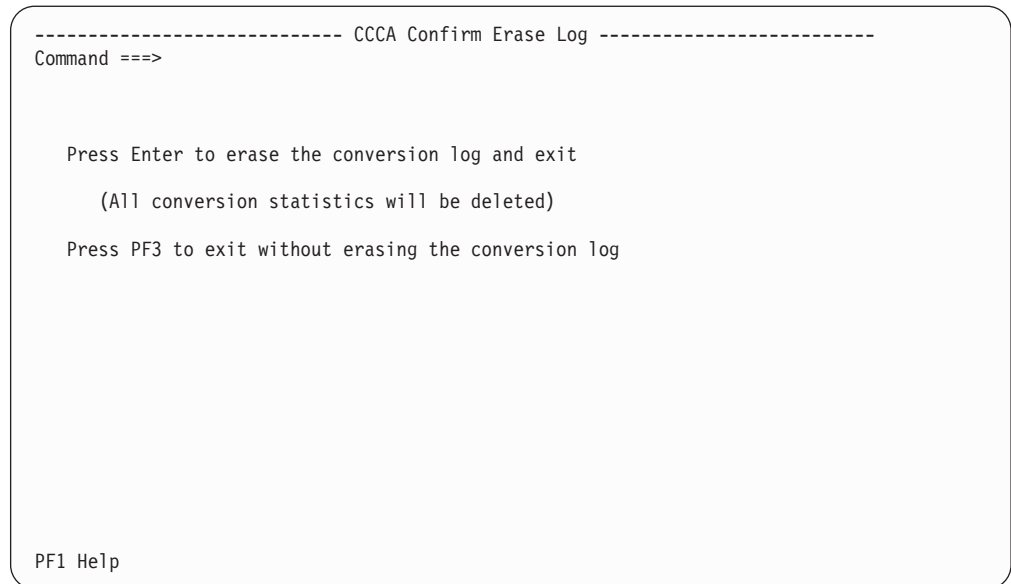 ----------------------------- CCCA Confirm Erase Log --------------------------
Command ===>
Press Enter to erase the conversion log and exit
(All conversion statistics will be deleted)
Press PF3 to exit without erasing the conversion log
PF1 Help